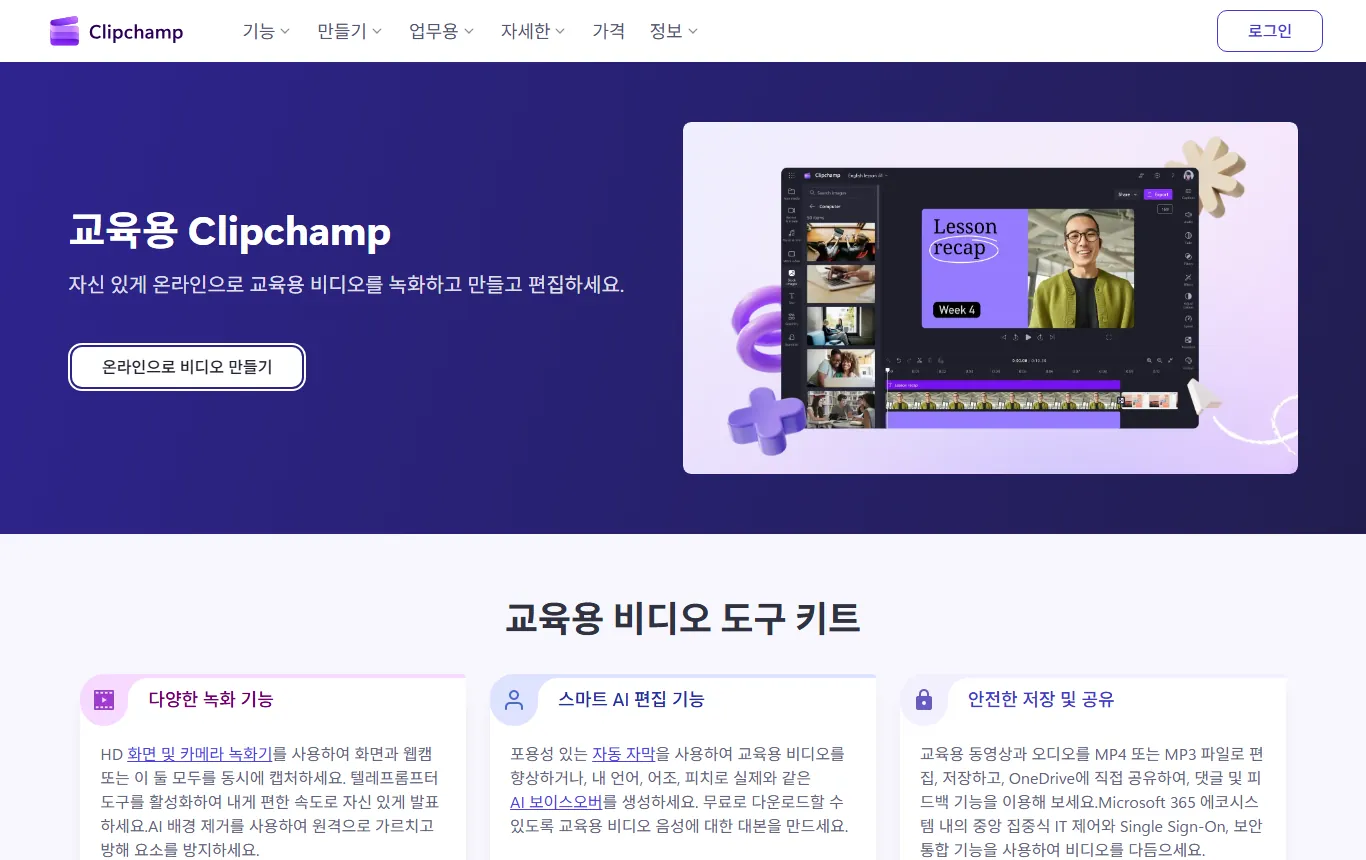 Clipchamp
기능
만들기
업무용
자세한
가격
정보
로그인
교육용 Clipchamp
자신 있게 온라인으로 교육용 비디오를 녹화하고 만들고 편집하세요.
온라인으로 비디오 만들기
Clipchamp
Search images
Computer
Share
Export
Lesson
recap
Week 4
교육용 비디오 도구 키트
다양한 녹화 기능
HD 화면 및 카메라 녹화기를 사용하여 화면과 웹캠
또는 이 둘 모두를 동시에 캡처하세요. 텔레프롬프터
도구를 활성화하여 내게 편한 속도로 자신 있게 발표
하세요.AI 배경 제거를 사용하여 원격으로 가르치고
방해 요소를 방지하세요.
스마트 AI 편집 기능
포용성 있는 자동 자막을 사용하여 교육용 비디오를
향상하거나, 내 언어, 어조, 피치로 실제와 같은
AI 보이스오버를 생성하세요. 무료로 다운로드할 수
있도록 교육용 비디오 음성에 대한 대본을 만드세요.
안전한 저장 및 공유
교육용 동영상과 오디오를 MP4 또는 MP3 파일로 편
집, 저장하고, OneDrive에 직접 공유하여, 댓글 및 피
드백 기능을 이용해 보세요.Microsoft 365 에코시스
템 내의 중앙 집중식 IT 제어와 Single Sign-On, 보안
통합 기능을 사용하여 비디오를 다듬으세요.